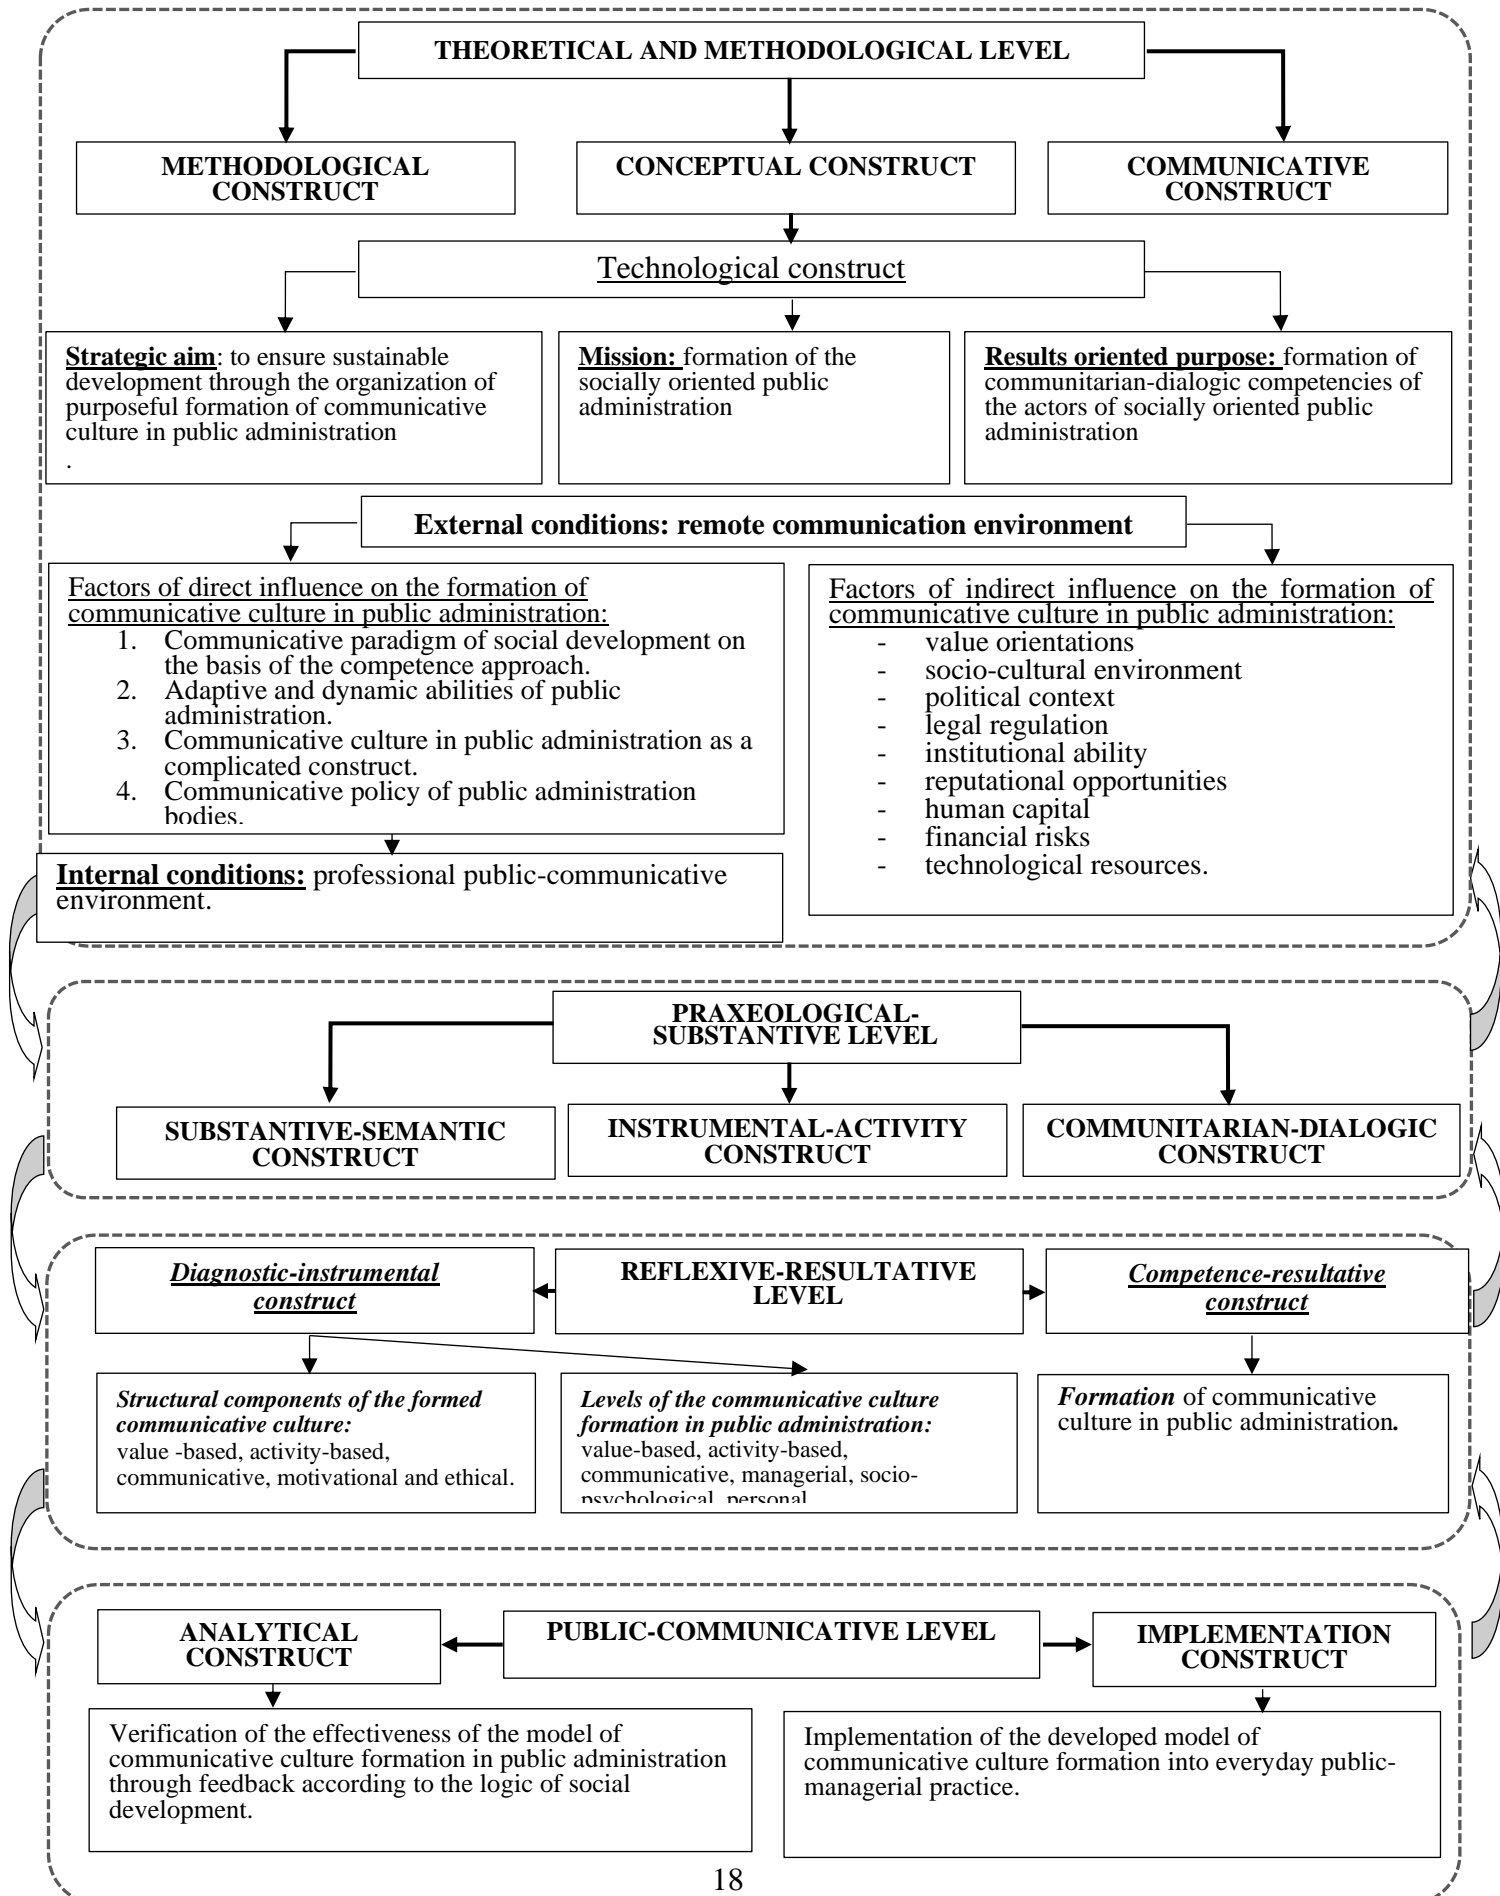 THEORETICAL AND METHODOLOGICAL LEVEL
METHODOLOGICAL
CONSTRUCT
CONCEPTUAL CONSTRUCT
COMMUNICATIVE
CONSTRUCT
Technological construct
Strategic aim: to ensure sustainable
development through the organization of
purposeful formation of communicative
culture in public administration
.
Mission: formation of the
socially oriented public
administration
Results oriented purpose: formation of
communitarian-dialogic competencies of
the actors of socially oriented public
administration
External conditions: remote communication environment
Factors of direct influence on the formation of
communicative culture in public administration:
1. Communicative paradigm of social development on
the basis of the competence approach.
2. Adaptive and dynamic abilities of public
administration.
3. Communicative culture in public administration as a
complicated construct.
4. Communicative policy of public administration
bodies.
Factors of indirect influence on the formation of
communicative culture in public administration:
- value orientations
- socio-cultural environment
- political context
- legal regulation
- institutional ability
- reputational opportunities
- human capital
- financial risks
- technological resources.
Internal conditions: professional public-communicative
environment.
PRAXEOLOGICAL-
SUBSTANTIVE LEVEL
SUBSTANTIVE-SEMANTIC
CONSTRUCT
INSTRUMENTAL-ACTIVITY
CONSTRUCT
COMMUNITARIAN-DIALOGIC
CONSTRUCT
Diagnostic-instrumental
construct
REFLEXIVE-RESULTATIVE
LEVEL
Competence-resultative
construct
Structural components of the formed
communicative culture:
value -based, activity-based,
communicative, motivational and ethical.
Levels of the communicative culture
formation in public administration:
value-based, activity-based,
communicative, managerial, socio-
psychological, personal
Formation of communicative
culture in public administration.
ANALYTICAL
CONSTRUCT
PUBLIC-COMMUNICATIVE LEVEL
IMPLEMENTATION
CONSTRUCT
Verification of the effectiveness of the model of
communicative culture formation in public administration
through feedback according to the logic of social
development.
Implementation of the developed model of
communicative culture formation into everyday public-
managerial practice.
18